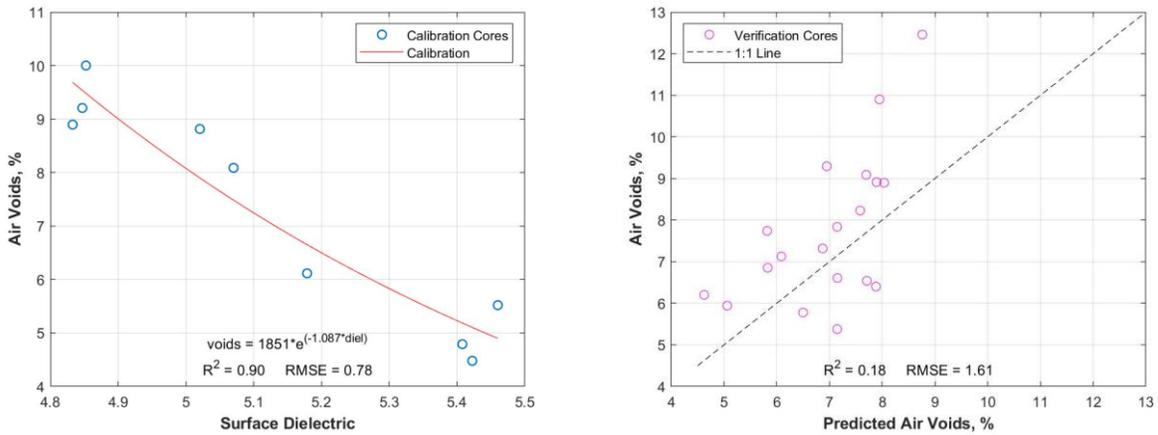 11
10
9
8
7
6
5
4
4.8 4.9 5 5.1 5.2 5.3 5.4 5.5
Air Voids, %
Surface Dielectric
Calibration Cores
Calibration
voids = 1851*e^(-1.087*diel)
R^2 = 0.90 RMSE = 0.78
13
12
11
10
9
8
7
6
5
4
4 5 6 7 8 9 10 11 12 13
Air Voids, %
Predicted Air Voids, %
Verification Cores
1:1 Line
R^2 = 0.18 RMSE = 1.61